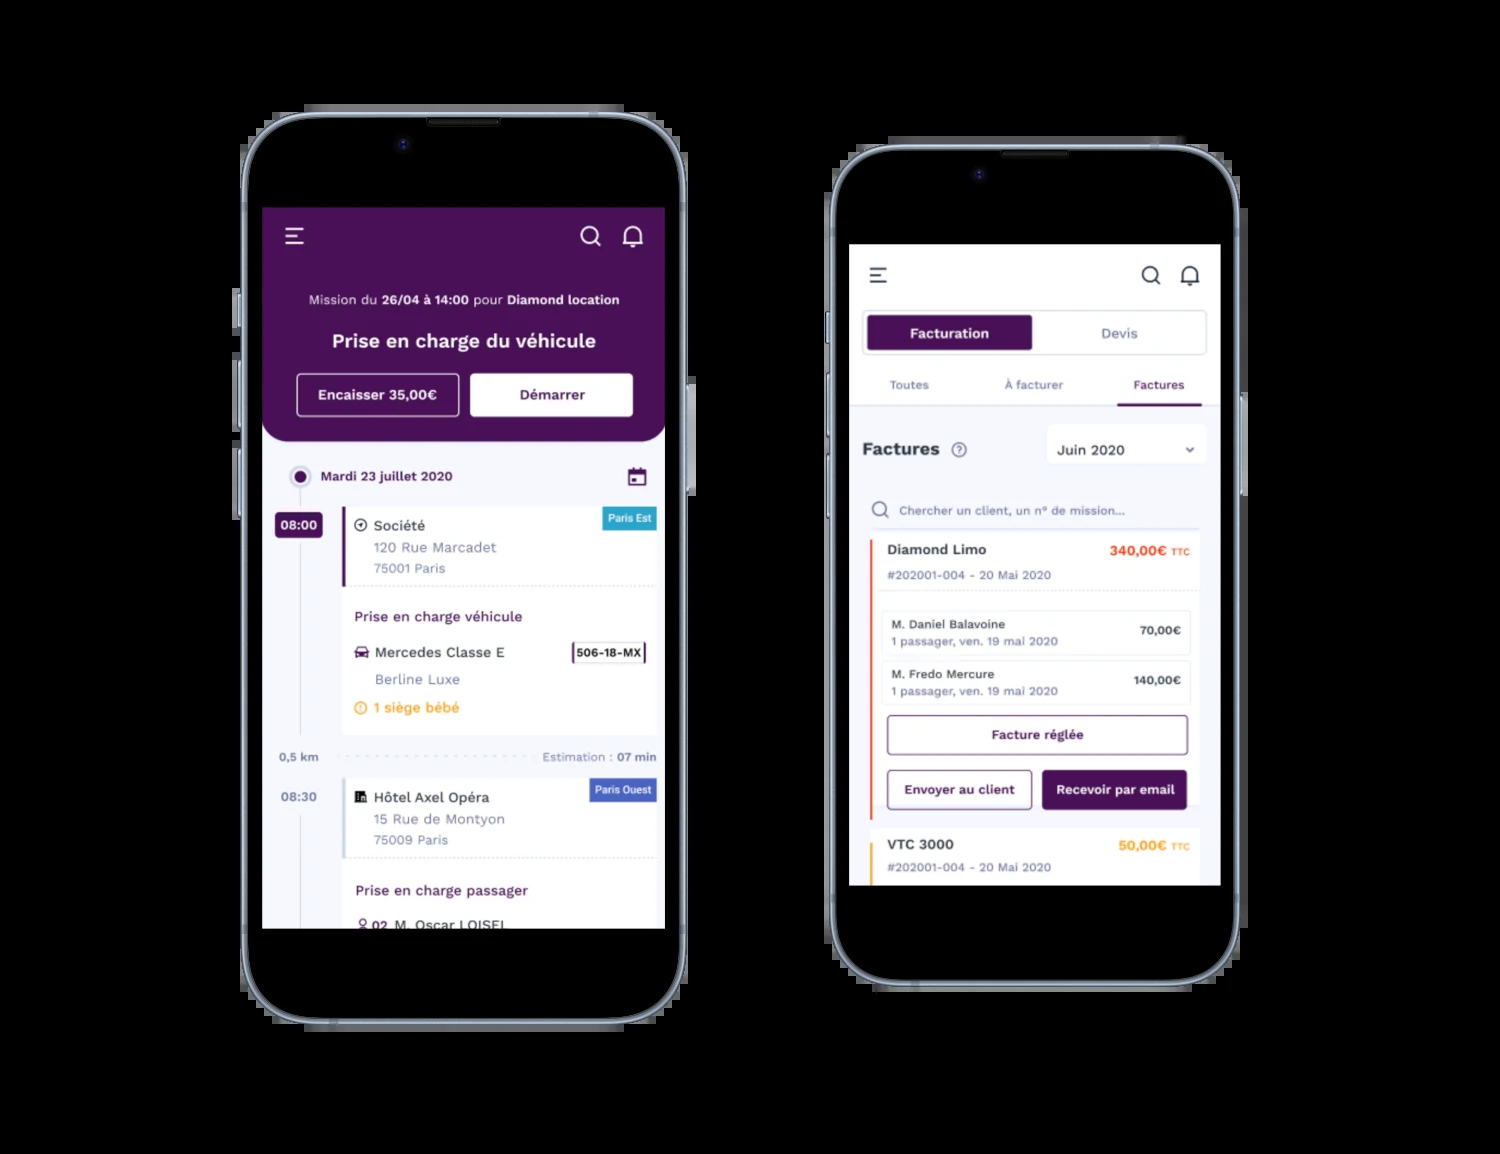 Mission du 26/04 à 14:00 pour Diamond location
Prise en charge du véhicule
Encaisser 35,00€
Démarrer
Mardi 23 juillet 2020
08:00
Société
Paris Est
120 Rue Marcadet
75001 Paris
Prise en charge véhicule
Mercedes Classe E
506-18-MX
Berline Luxe
1 siège bébé
0,5 km
Estimation : 07 min
08:30
Hôtel Axel Opéra
Paris Ouest
15 Rue de Montyon
75009 Paris
Prise en charge passager
02 M. Oscar LOISEL
Facturation
Devis
Toutes
À facturer
Factures
Factures
Juin 2020
Chercher un client, un n° de mission...
Diamond Limo
340,00€ TTC
#202001-004 - 20 Mai 2020
M. Daniel Balavoine
70,00€
1 passager, ven. 19 mai 2020
M. Fredo Mercure
140,00€
1 passager, ven. 19 mai 2020
Facture réglée
Envoyer au client
Recevoir par email
VTC 3000
50,00€ TTC
#202001-004 - 20 Mai 2020